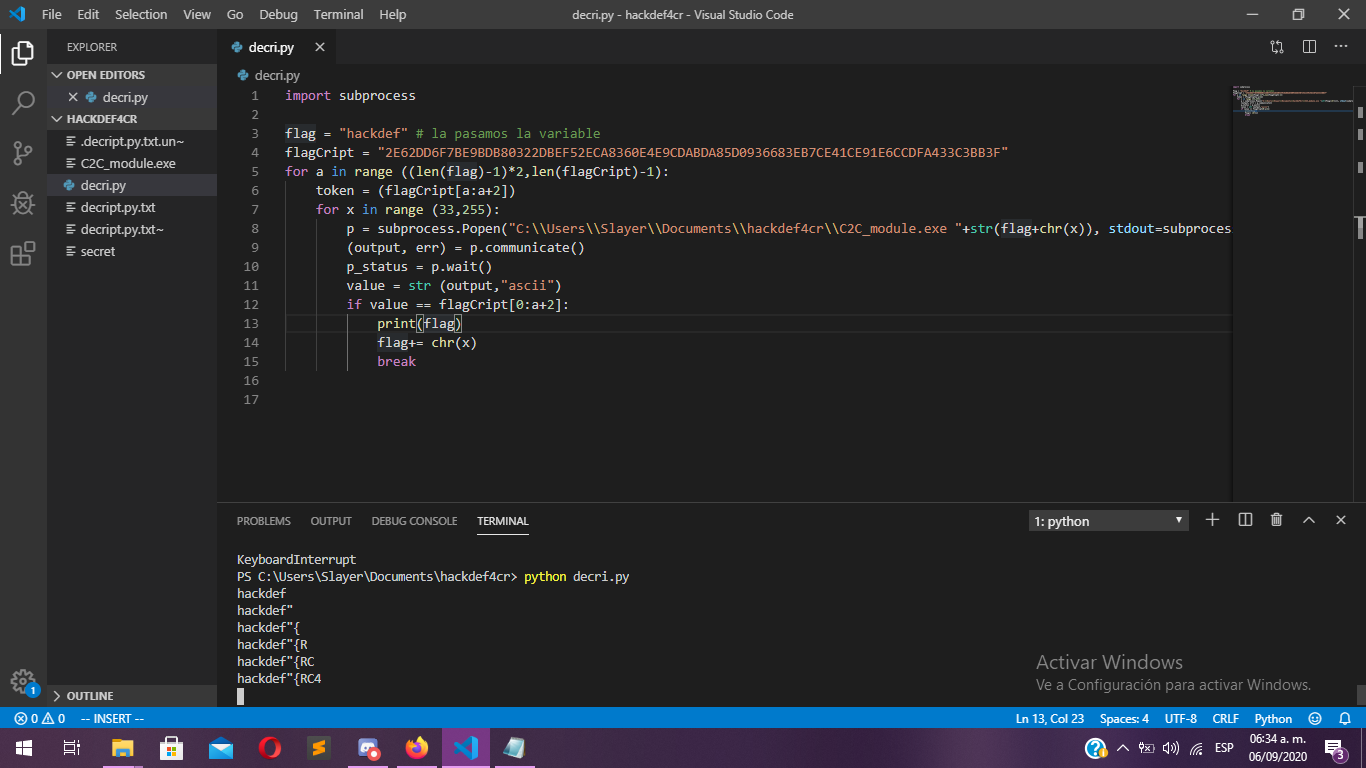 File Edit Selection View Go Debug Terminal Help decri.py - hackdef4cr - Visual Studio Code
EXPLORER
OPEN EDITORS
decri.py
HACKDEF4CR
.decript.py.txt.un~
C2C_module.exe
decri.py
decript.py.txt
decript.py.txt~
secret
OUTLINE
decri.py
decri.py
1 import subprocess
2
3 flag = "hackdef" # la pasamos la variable
4 flagCript = "2E62DD6F7BE9BDB80322DBEF52ECA8360E4E9CDABDA85D0936683EB7CE41CE91E6CCDFA433C3BB3F"
5 for a in range ((len(flag)-1)*2,len(flagCript)-1):
6 token = (flagCript[a:a+2])
7 for x in range (33,255):
8 p = subprocess.Popen("C:\\Users\\Slayer\\Documents\\hackdef4cr\\C2C_module.exe "+str(flag+chr(x)), stdout=subproces
9 (output, err) = p.communicate()
10 p_status = p.wait()
11 value = str (output,"ascii")
12 if value == flagCript[0:a+2]:
13 print(flag)
14 flag+= chr(x)
15 break
16
17
PROBLEMS OUTPUT DEBUG CONSOLE TERMINAL 1: python
KeyboardInterrupt
PS C:\Users\Slayer\Documents\hackdef4cr> python decri.py
hackdef
hackdef"
hackdef"{
hackdef"{R
hackdef"{RC
hackdef"{RC4
Activar Windows
Ve a Configuración para activar Windows.
1
0 0 -- INSERT -- Ln 13, Col 23 Spaces: 4 UTF-8 CRLF Python
ESP 06:34 a. m.
06/09/2020 3